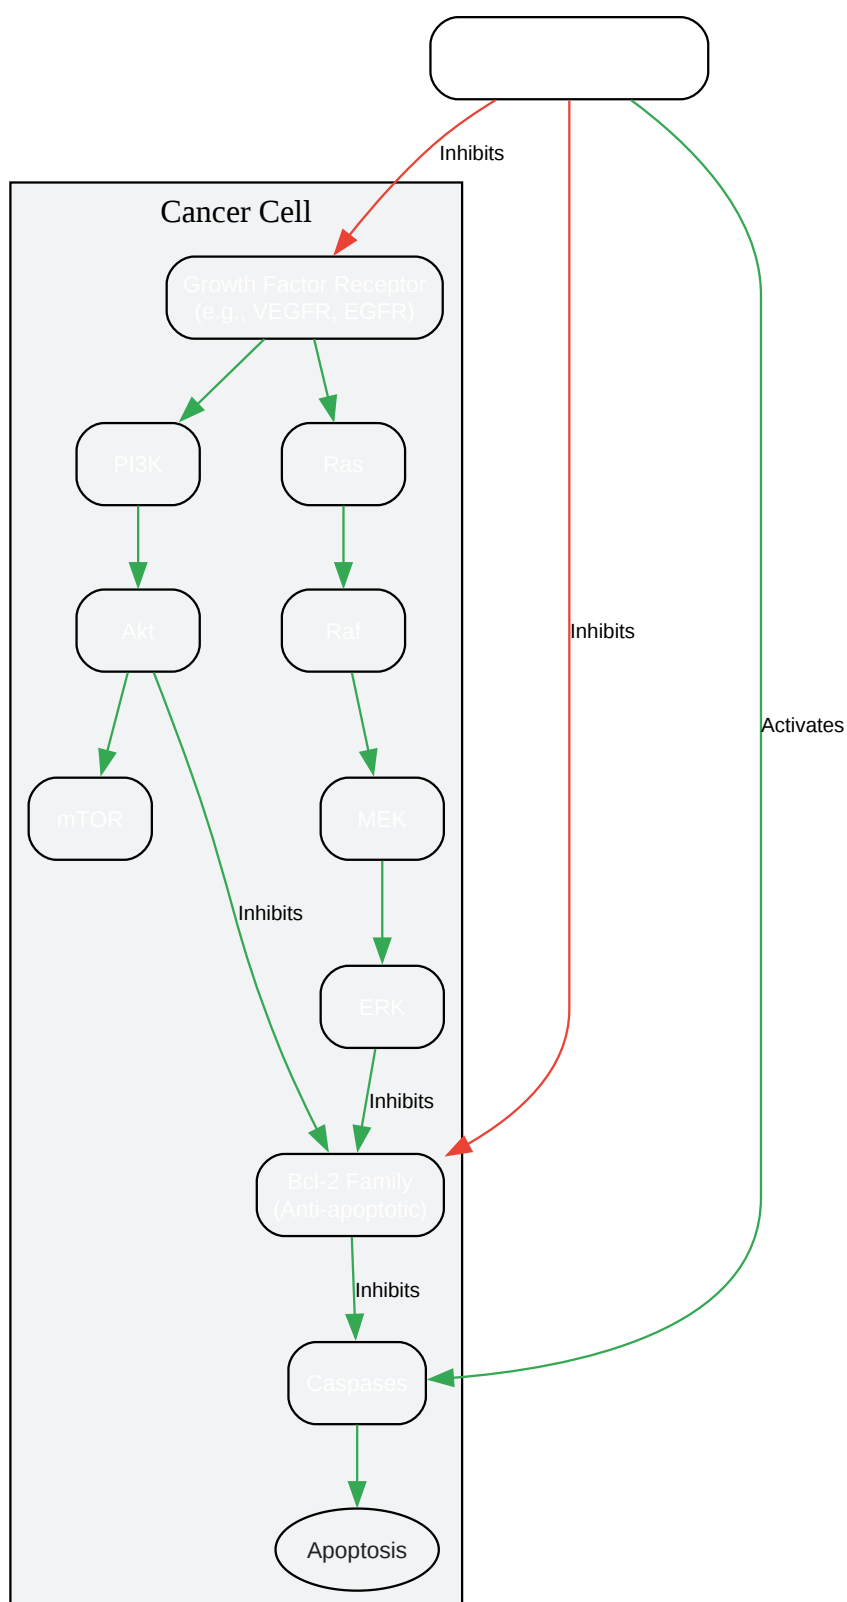 Inhibits
Cancer Cell
Growth Factor Receptor
(e.g., VEGFR, EGFR)
PI3K
Ras
Akt
Raf
Inhibits
Activates
mTOR
MEK
Inhibits
ERK
Inhibits
Bcl-2 Family
(Anti-apoptotic)
Inhibits
Caspases
Apoptosis